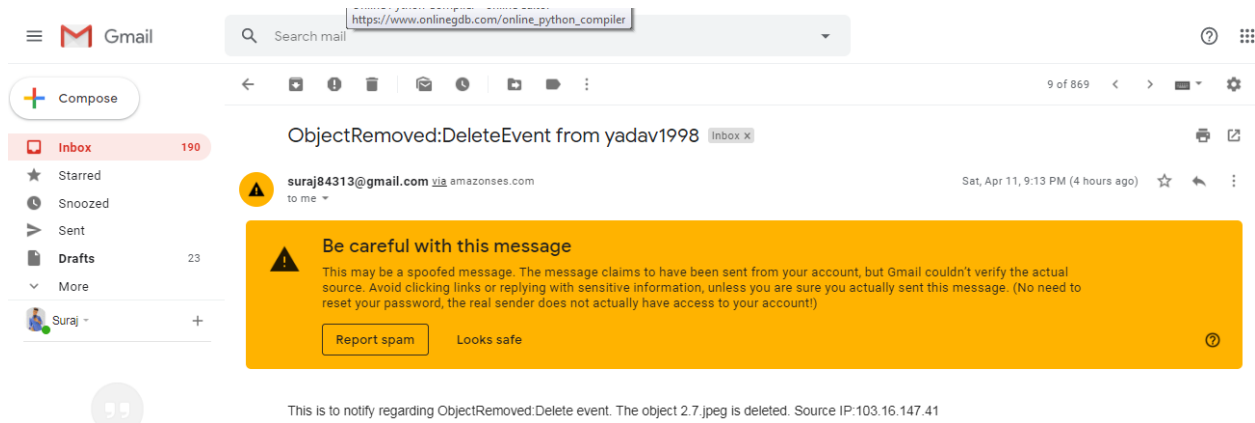 https://www.onlinegdb.com/online_python_compiler
Gmail
Search mail
Compose
9 of 869
Inbox 190
Starred
Snoozed
Sent
Drafts 23
More
Suraj
ObjectRemoved:DeleteEvent from yadav1998 Inbox x
suraj84313@gmail.com via amazonses.com
Sat, Apr 11, 9:13 PM (4 hours ago)
to me
Be careful with this message
This may be a spoofed message. The message claims to have been sent from your account, but Gmail couldn't verify the actual
source. Avoid clicking links or replying with sensitive information, unless you are sure you actually sent this message. (No need to
reset your password, the real sender does not actually have access to your account!)
Report spam
Looks safe
This is to notify regarding ObjectRemoved:Delete event. The object 2.7.jpeg is deleted. Source IP:103.16.147.41